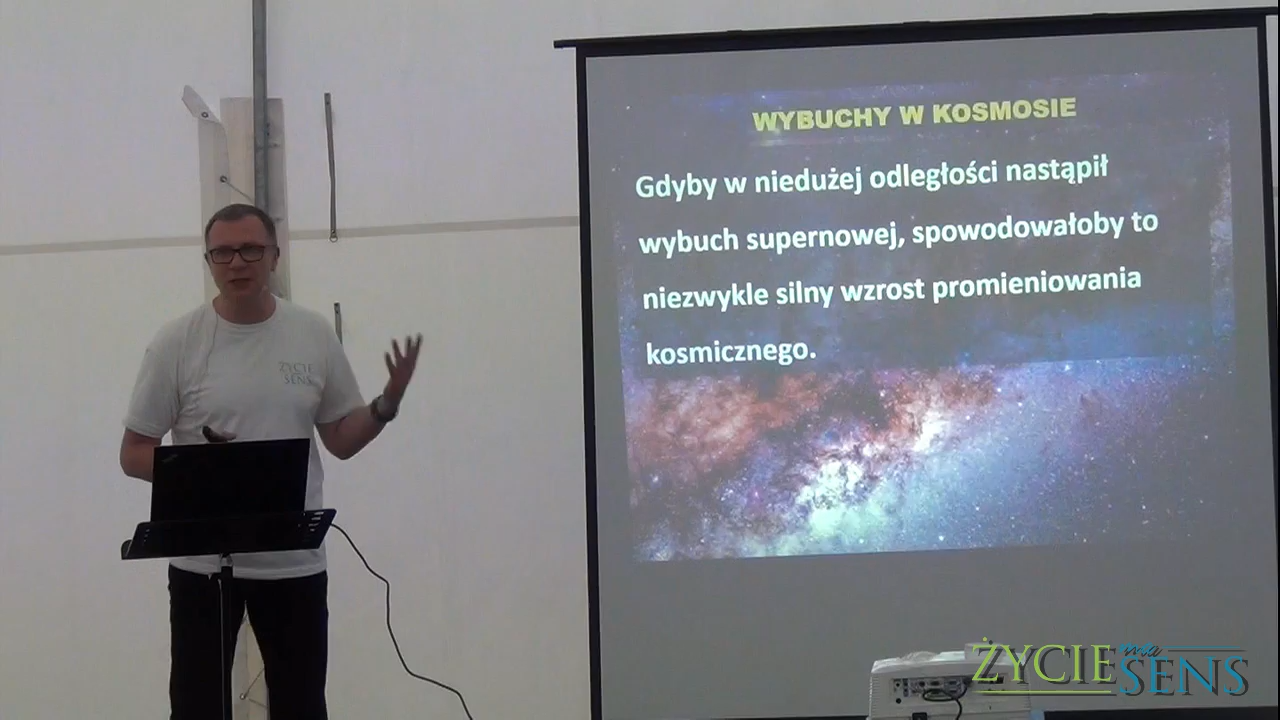 WYBUCHY W KOSMOSIE
Gdyby w niedużej odległości nastąpił
wybuch supernowej, spowodowałoby to
niezwykle silny wzrost promieniowania
kosmicznego.
ŻYCIE
SENS
ŻYCIE ma
SENS